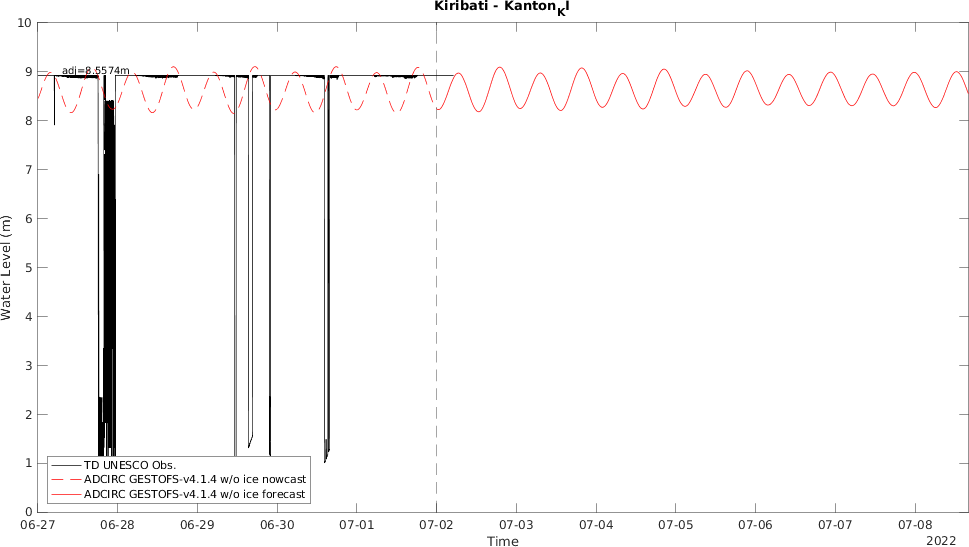 Kiribati - KantonKI
10
9
8
7
6
5
4
3
2
1
0
Water Level (m)
adj=8.5574m
TD UNESCO Obs.
ADCIRC GESTOFS-v4.1.4 w/o ice nowcast
ADCIRC GESTOFS-v4.1.4 w/o ice forecast
06-27 06-28 06-29 06-30 07-01 07-02 07-03 07-04 07-05 07-06 07-07 07-08
Time
2022